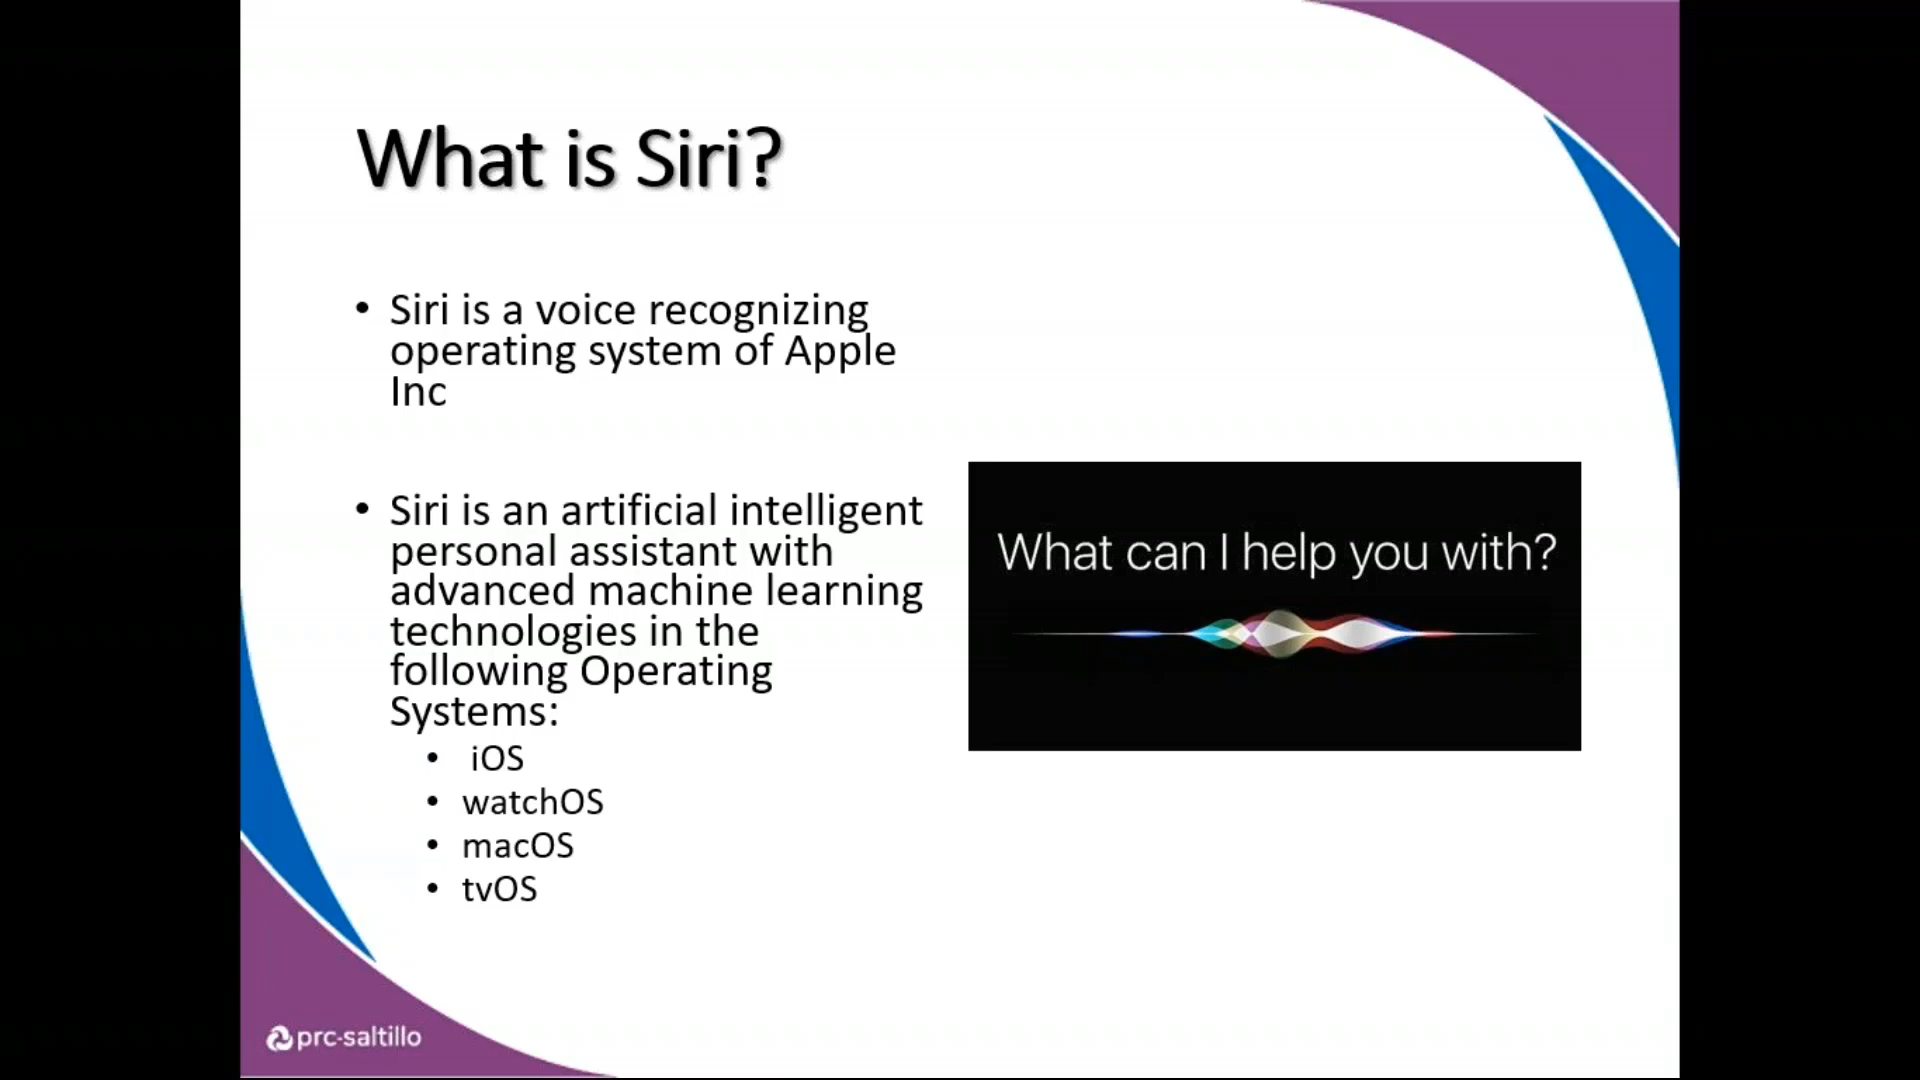 What is Siri?
• Siri is a voice recognizing
operating system of Apple
Inc
• Siri is an artificial intelligent
personal assistant with
advanced machine learning
technologies in the
following Operating
Systems:
• iOS
• watchOS
• macOS
• tvOS
What can I help you with?
prc-saltillo